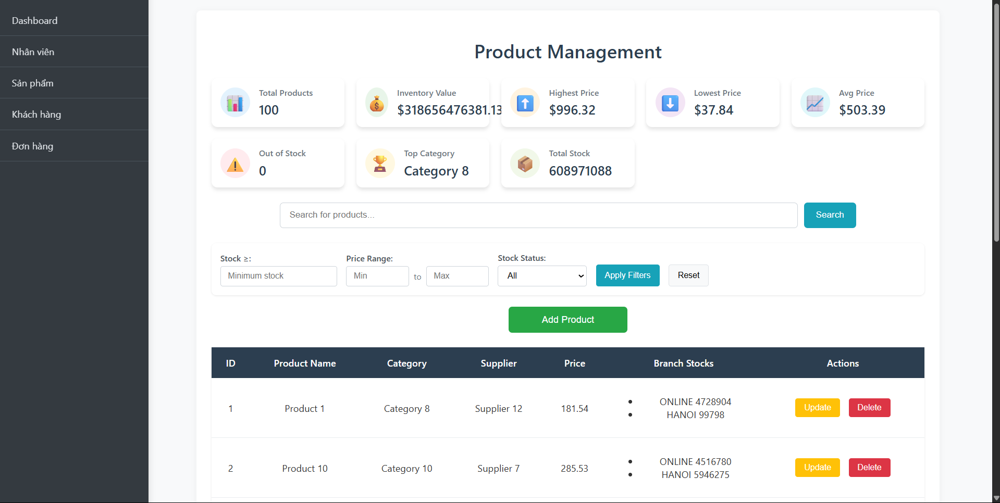 Dashboard
Nhân viên
Sản phẩm
Khách hàng
Đơn hàng
Product Management
Total Products
100
Inventory Value
$318656476381.13
Highest Price
$996.32
Lowest Price
$37.84
Avg Price
$503.39
Out of Stock
0
Top Category
Category 8
Total Stock
608971088
Search for products...
Search
Stock ≥:
Minimum stock
Price Range:
Min
to
Max
Stock Status:
All
Apply Filters
Reset
Add Product
ID Product Name Category Supplier Price Branch Stocks Actions
1 Product 1 Category 8 Supplier 12 181.54
• ONLINE 4728904
• HANOI 99798
Update Delete
2 Product 10 Category 10 Supplier 7 285.53
• ONLINE 4516780
• HANOI 5946275
Update Delete